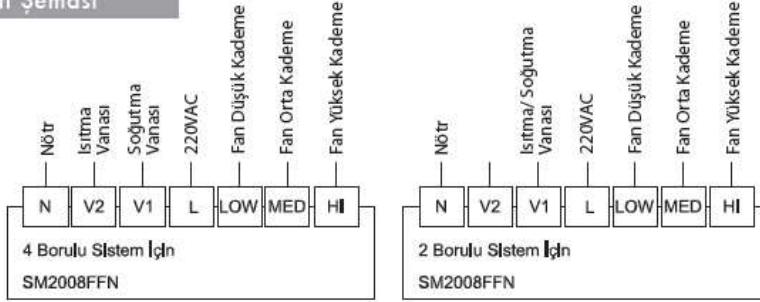 Şeması
Nötr
Isıtma
Vanası
Soğutma
Vanası
220VAC
Fan Düşük Kademe
Fan Orta Kademe
Fan Yüksek Kademe
N V2 V1 L LOW MED HI
4 Borulu Sistem İçin
SM2008FFN
Nötr
Isıtma/ Soğutma
Vanası
220VAC
Fan Düşük Kademe
Fan Orta Kademe
Fan Yüksek Kademe
N V2 V1 L LOW MED HI
2 Borulu Sistem İçin
SM2008FFN